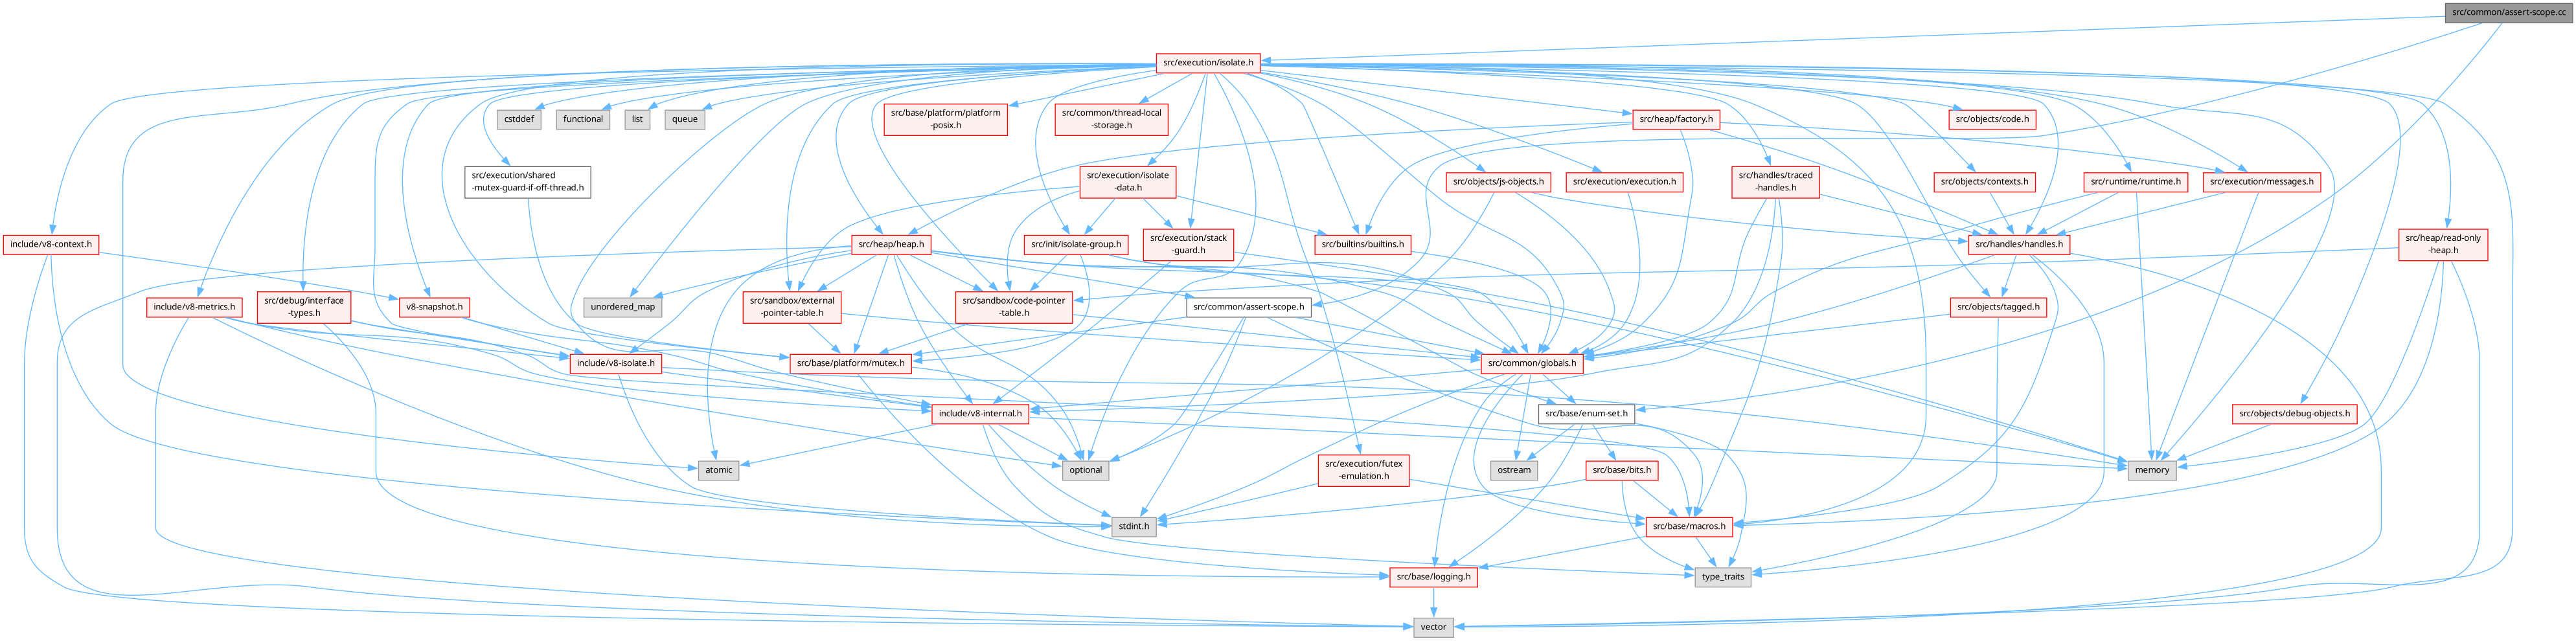 src/common/assert-scope.cc
src/execution/isolate.h
cstddef
functional
list
queue
src/base/platform/platform
-posix.h
src/common/thread-local
-storage.h
src/heap/factory.h
src/objects/code.h
src/execution/shared
-mutex-guard-if-off-thread.h
src/execution/isolate
-data.h
src/objects/js-objects.h
src/execution/execution.h
src/handles/traced
-handles.h
src/objects/contexts.h
src/runtime/runtime.h
src/execution/messages.h
include/v8-context.h
src/heap/heap.h
src/init/isolate-group.h
src/execution/stack
-guard.h
src/builtins/builtins.h
src/handles/handles.h
src/heap/read-only
-heap.h
include/v8-metrics.h
src/debug/interface
-types.h
v8-snapshot.h
unordered_map
src/sandbox/external
-pointer-table.h
src/sandbox/code-pointer
-table.h
src/common/assert-scope.h
src/objects/tagged.h
include/v8-isolate.h
src/base/platform/mutex.h
src/common/globals.h
include/v8-internal.h
src/base/enum-set.h
src/objects/debug-objects.h
atomic
optional
src/execution/futex
-emulation.h
ostream
src/base/bits.h
memory
stdint.h
src/base/macros.h
src/base/logging.h
type_traits
vector